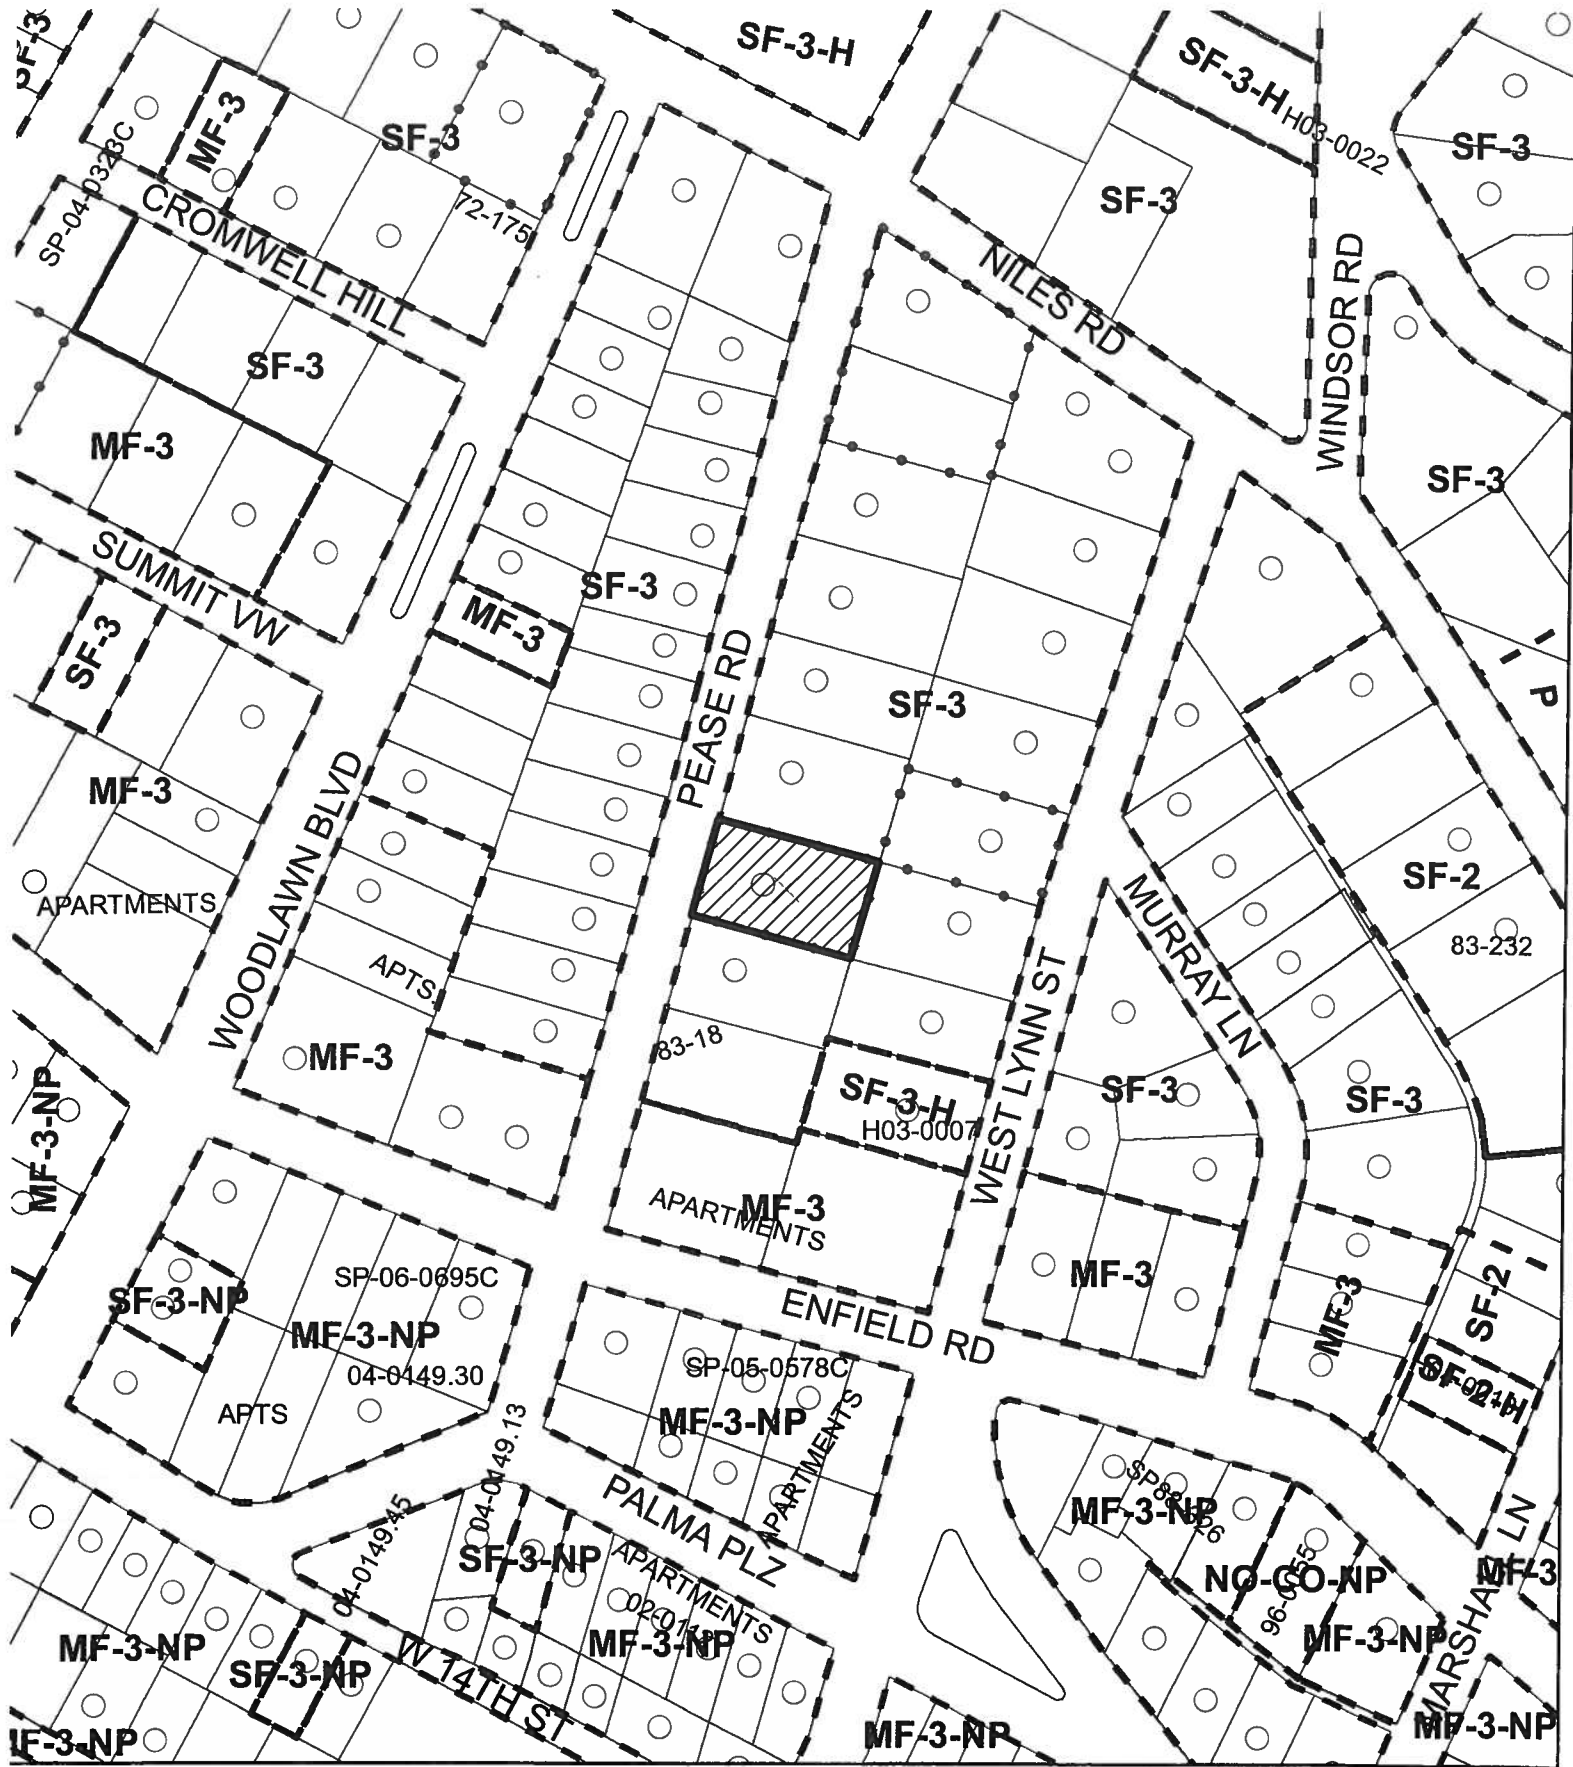 SF-3
SF-3-H
SF-3-H
H03-0022
SF-3
MF-3
SF-3
SF-3
SP-04-0323C
72-175
CROMWELL HILL
NILES RD
WINDSOR RD
SF-3
MF-3
SF-3
SUMMIT VW
SF-3
MF-3
SF-3
PEASE RD
SF-3
P
MF-3
WOODLAWN BLVD
APARTMENTS
SF-2
MURRAY LN
83-232
APTS.
WEST LYNN ST
MF-3
83-18
SF-3-H
H03-0007
SF-3
SF-3
MF-3-NP
MF-3
APARTMENTS
SF-3-NP
SP-06-0695C
MF-3-NP
04-0149.30
APTS
ENFIELD RD
MF-3
MF-3
SF-2
SF-2-H
SP-05-0578C
MF-3-NP
APARTMENTS
04-0149.13
PALMA PLZ
MF-3-NP
NO-CO-NP
MF-3-NP
MF-3
MARSHALL LN
04-0149.45
SF-3-NP
APARTMENTS
MF-3-NP
MF-3-NP
SF-3-NP
W 14TH ST
MF-3-NP
MF-3-NP